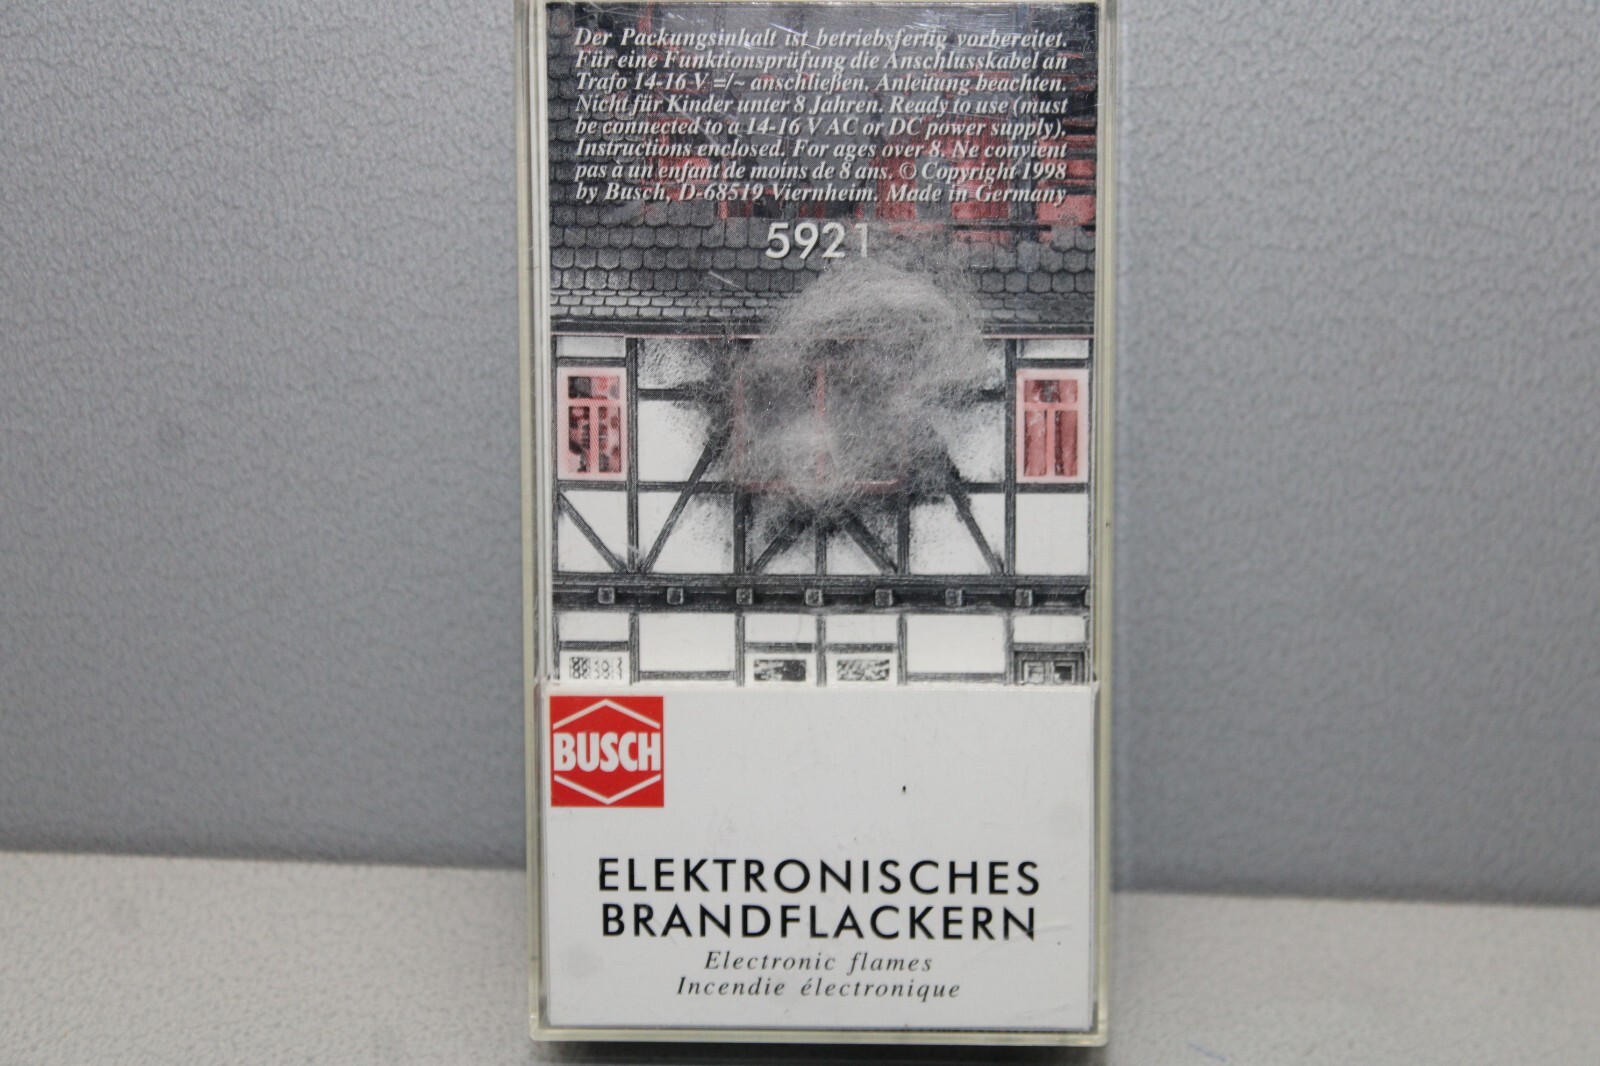 Der Packungsinhalt ist betriebsfertig vorbereitet.
Für eine Funktionsprüfung die Anschlusskabel an
Trafo 14-16 V =/~ anschließen. Anleitung beachten.
Nicht für Kinder unter 8 Jahren. Ready to use (must
be connected to a 14-16 V AC or DC power supply).
Instructions enclosed. For ages over 8. Ne convient
pas à un enfant de moins de 8 ans. © Copyright 1998
by Busch, D-68519 Viernheim. Made in Germany
5921
BUSCH
ELEKTRONISCHES
BRANDFLACKERN
Electronic flames
Incendie électronique